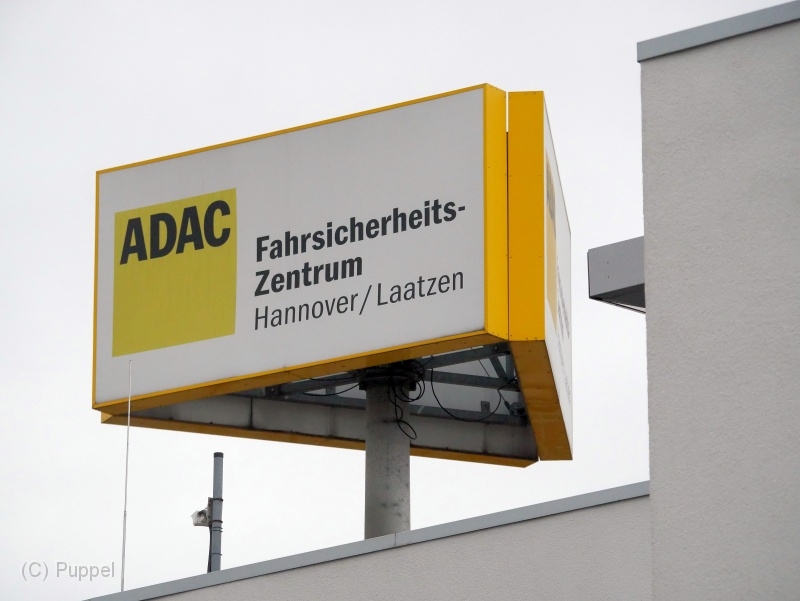 ADAC
Fahrsicherheits-
Zentrum
Hannover/Laatzen
(C) Puppel